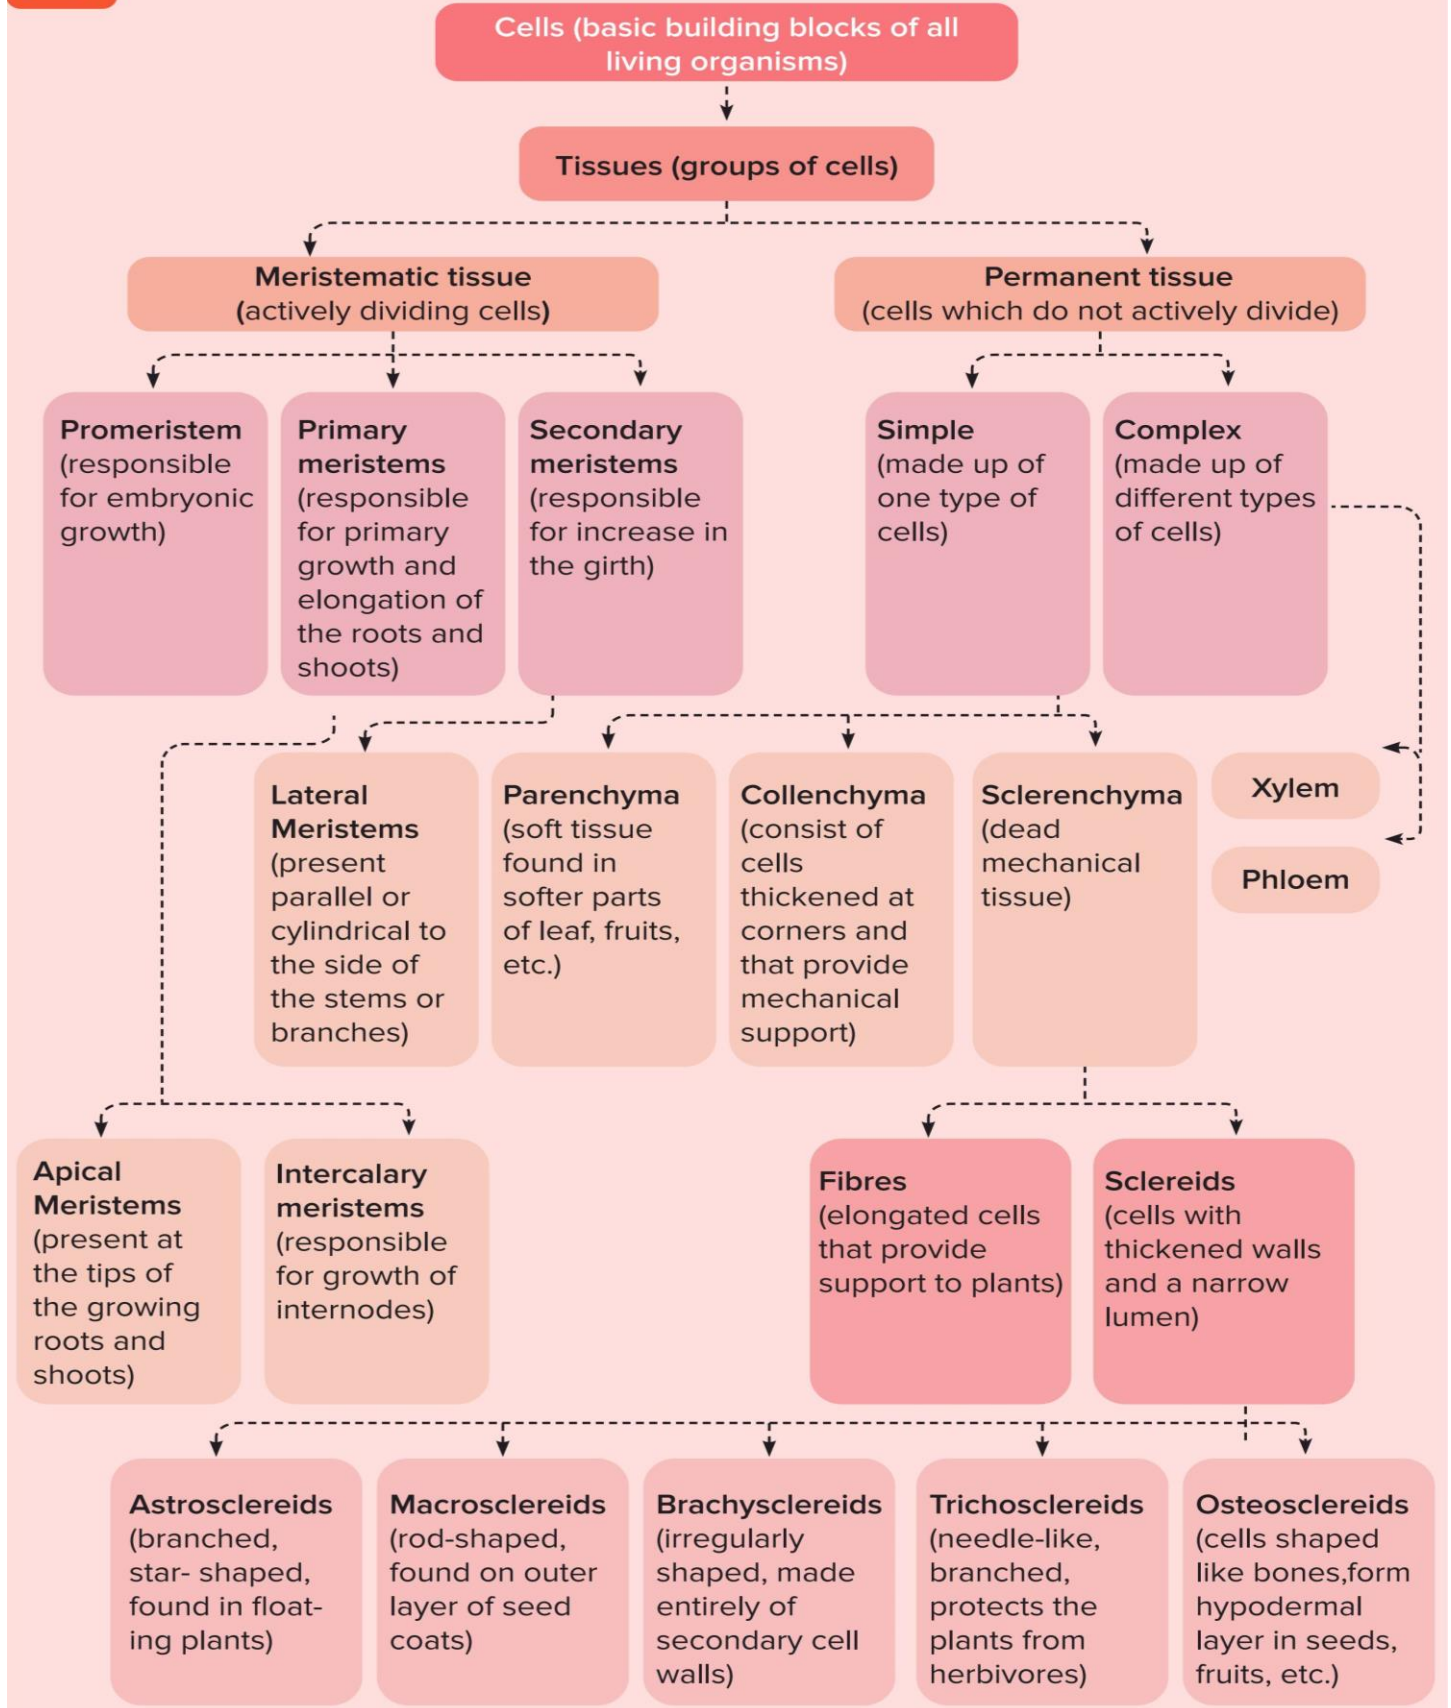 Cells (basic building blocks of all
living organisms)
Tissues (groups of cells)
Meristematic tissue
(actively dividing cells)
Permanent tissue
(cells which do not actively divide)
Promeristem
(responsible
for embryonic
growth)
Primary
meristems
(responsible
for primary
growth and
elongation of
the roots and
shoots)
Secondary
meristems
(responsible
for increase in
the girth)
Simple
(made up of
one type of
cells)
Complex
(made up of
different types
of cells)
Lateral
Meristems
(present
parallel or
cylindrical to
the side of
the stems or
branches)
Parenchyma
(soft tissue
found in
softer parts
of leaf, fruits,
etc.)
Collenchyma
(consist of
cells
thickened at
corners and
that provide
mechanical
support)
Sclerenchyma
(dead
mechanical
tissue)
Xylem
Phloem
Apical
Meristems
(present at
the tips of
the growing
roots and
shoots)
Intercalary
meristems
(responsible
for growth of
internodes)
Fibres
(elongated cells
that provide
support to plants)
Sclereids
(cells with
thickened walls
and a narrow
lumen)
Astrosclereids
(branched,
star- shaped,
found in float-
ing plants)
Macrosclereids
(rod-shaped,
found on outer
layer of seed
coats)
Brachysclereids
(irregularly
shaped, made
entirely of
secondary cell
walls)
Trichosclereids
(needle-like,
branched,
protects the
plants from
herbivores)
Osteosclereids
(cells shaped
like bones,form
hypodermal
layer in seeds,
fruits, etc.)